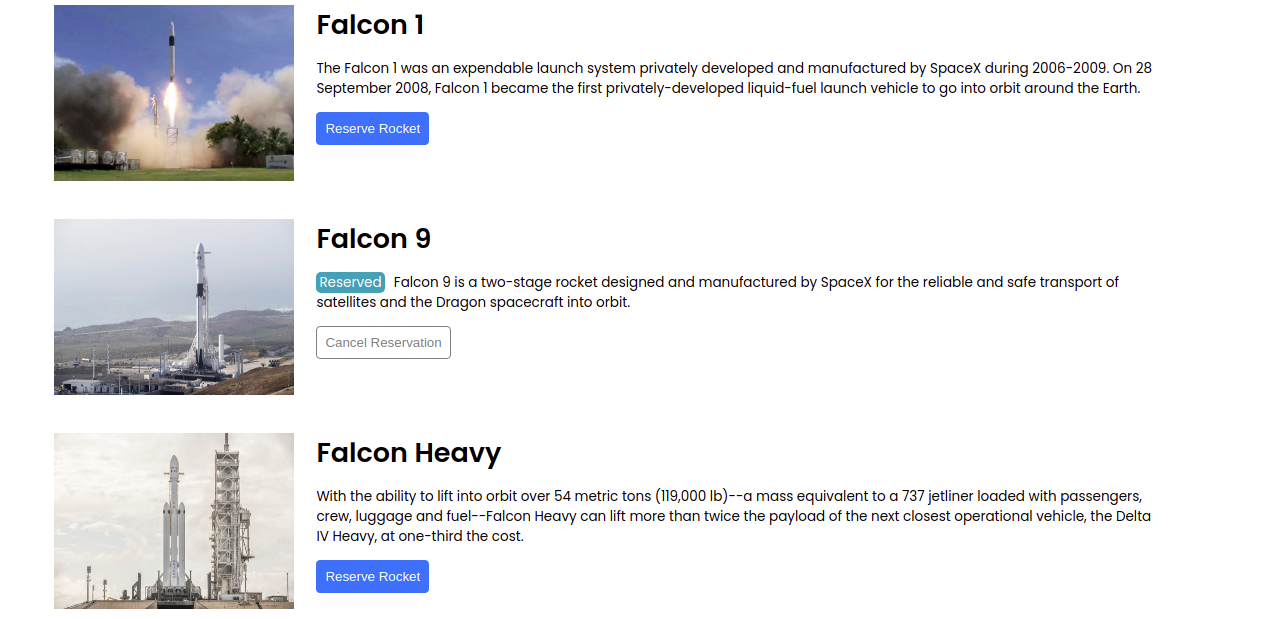 Falcon 1
The Falcon 1 was an expendable launch system privately developed and manufactured by SpaceX during 2006-2009. On 28
September 2008, Falcon 1 became the first privately-developed liquid-fuel launch vehicle to go into orbit around the Earth.
Reserve Rocket
Falcon 9
Reserved Falcon 9 is a two-stage rocket designed and manufactured by SpaceX for the reliable and safe transport of
satellites and the Dragon spacecraft into orbit.
Cancel Reservation
Falcon Heavy
With the ability to lift into orbit over 54 metric tons (119,000 lb)--a mass equivalent to a 737 jetliner loaded with passengers,
crew, luggage and fuel--Falcon Heavy can lift more than twice the payload of the next closest operational vehicle, the Delta
IV Heavy, at one-third the cost.
Reserve Rocket